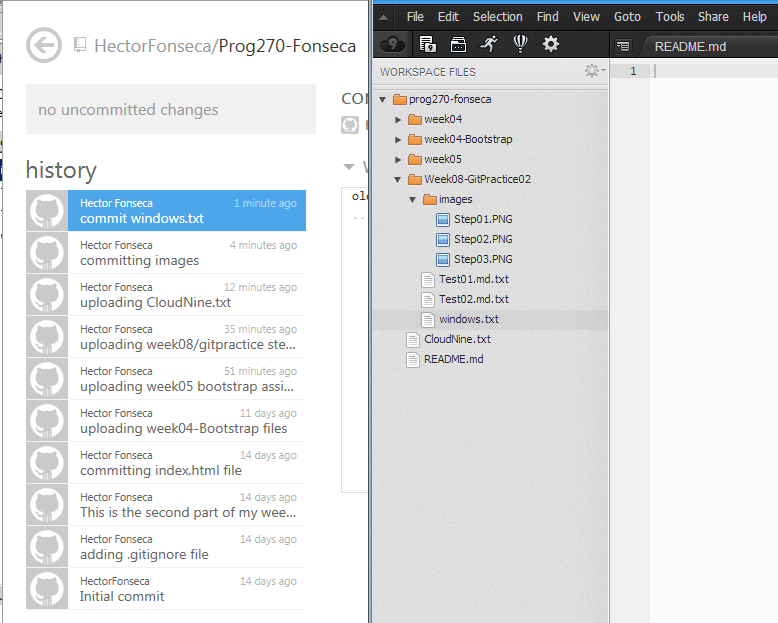 HectorFonseca/Prog270-Fonseca
no uncommitted changes
history
Hector Fonseca 1 minute ago
commit windows.txt
Hector Fonseca 4 minutes ago
committing images
Hector Fonseca 12 minutes ago
uploading CloudNine.txt
Hector Fonseca 35 minutes ago
uploading week08/gitpractice ste...
Hector Fonseca 51 minutes ago
uploading week05 bootstrap assi...
Hector Fonseca 11 days ago
uploading week04-Bootstrap files
Hector Fonseca 14 days ago
committing index.html file
Hector Fonseca 14 days ago
This is the second part of my wee...
Hector Fonseca 14 days ago
adding .gitignore file
HectorFonseca 14 days ago
Initial commit
File Edit Selection Find View Goto Tools Share Help
README.md
WORKSPACE FILES
1
prog270-fonseca
week04
week04-Bootstrap
week05
Week08-GitPractice02
images
Step01.PNG
Step02.PNG
Step03.PNG
Test01.md.txt
Test02.md.txt
windows.txt
CloudNine.txt
README.md